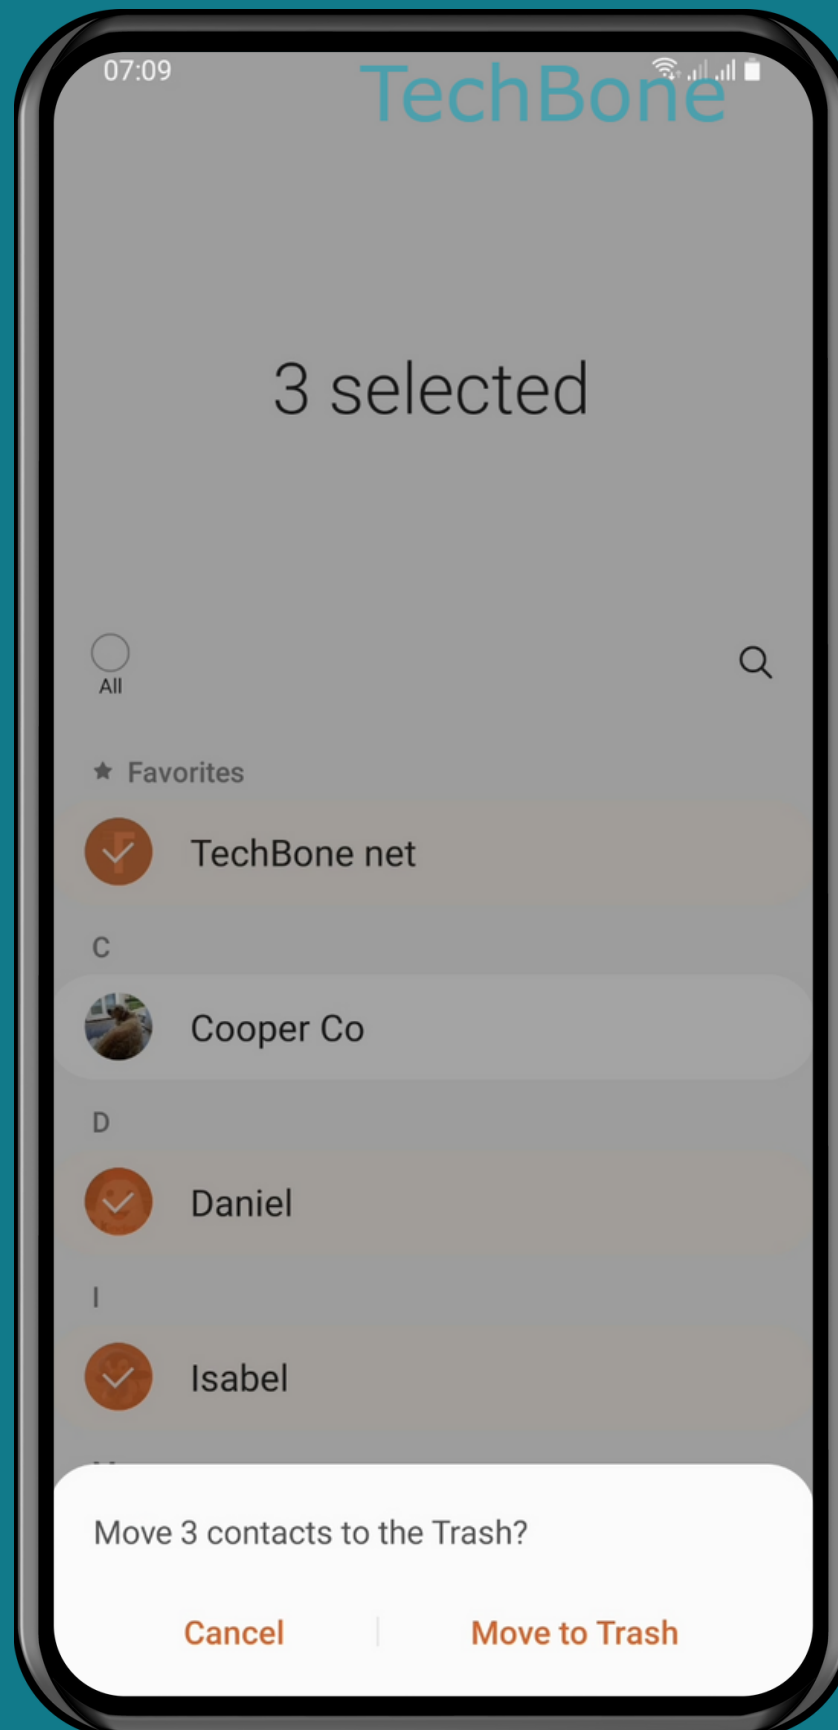 07:09
TechBone
3 selected
All
Favorites
TechBone net
C
Cooper Co
D
Daniel
I
Isabel
Move 3 contacts to the Trash?
Cancel
Move to Trash